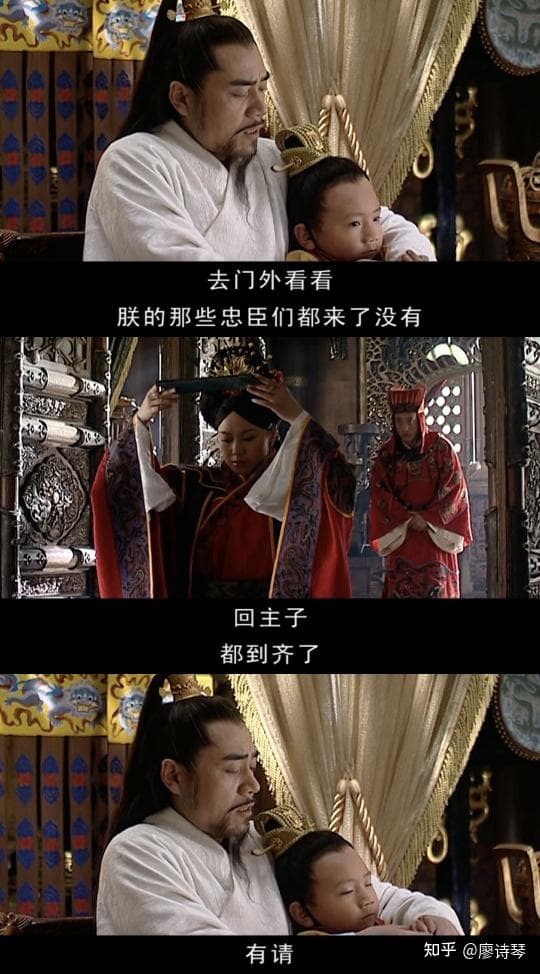 去门外看看
朕的那些忠臣们都来了没有
回主子
都到齐了
有请
知乎 @廖诗琴